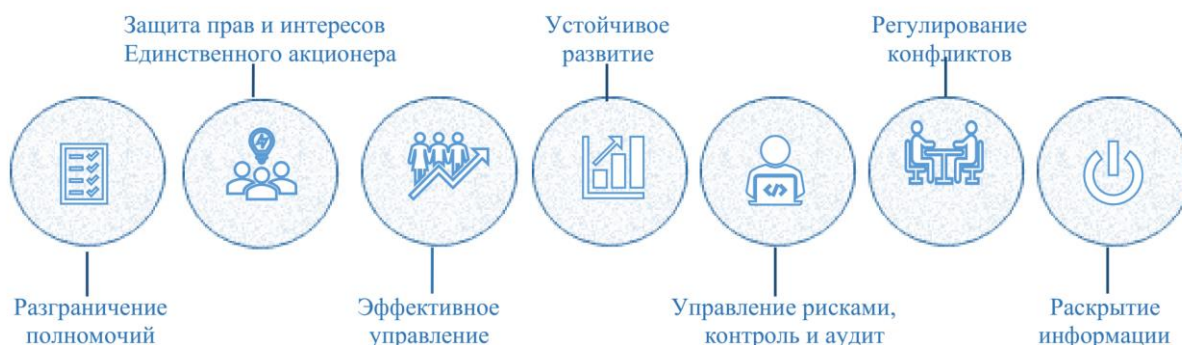 Защита прав и интересов
Единственного акционера
Устойчивое
развитие
Регулирование
конфликтов
Разграничение
полномочий
Эффективное
управление
Управление рисками,
контроль и аудит
Раскрытие
информации